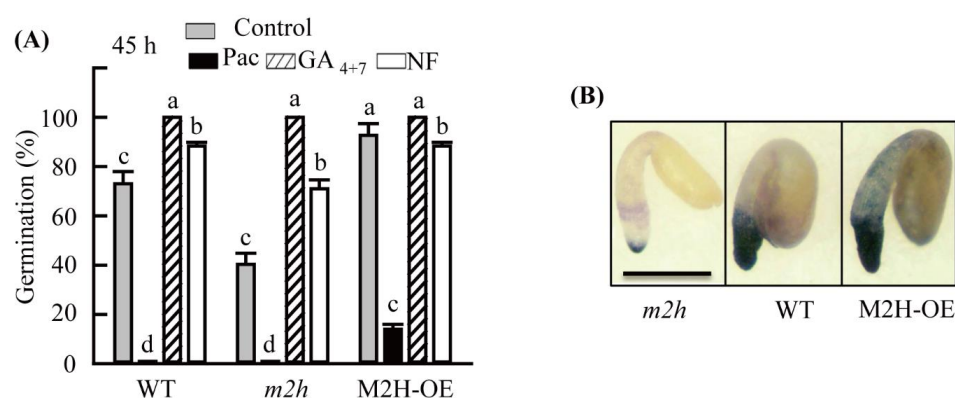 (A)
45 h
Control
Pac GA 4+7 NF
Germination (%)
100
80
60
40
20
0
c d a b
c d a b
a c a b
WT m2h M2H-OE
(B)
m2h WT M2H-OE